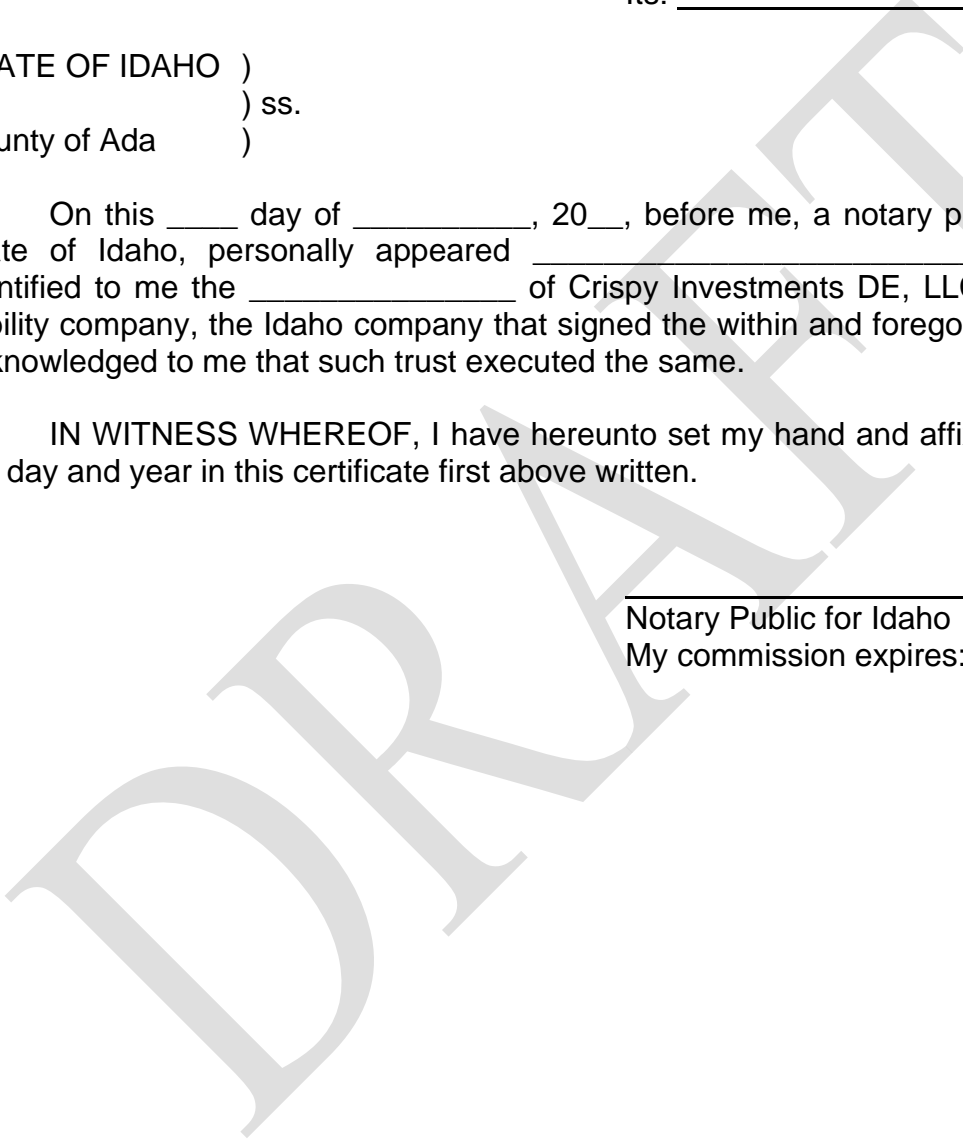 Its:
ATE OF IDAHO )
) ss.
unty of Ada )
On this ____ day of __________, 20__, before me, a notary p
te of Idaho, personally appeared ________________________
ntified to me the _______________ of Crispy Investments DE, LLC
bility company, the Idaho company that signed the within and forego
knowledged to me that such trust executed the same.
IN WITNESS WHEREOF, I have hereunto set my hand and affi
day and year in this certificate first above written.
Notary Public for Idaho
My commission expires:
DRAFT